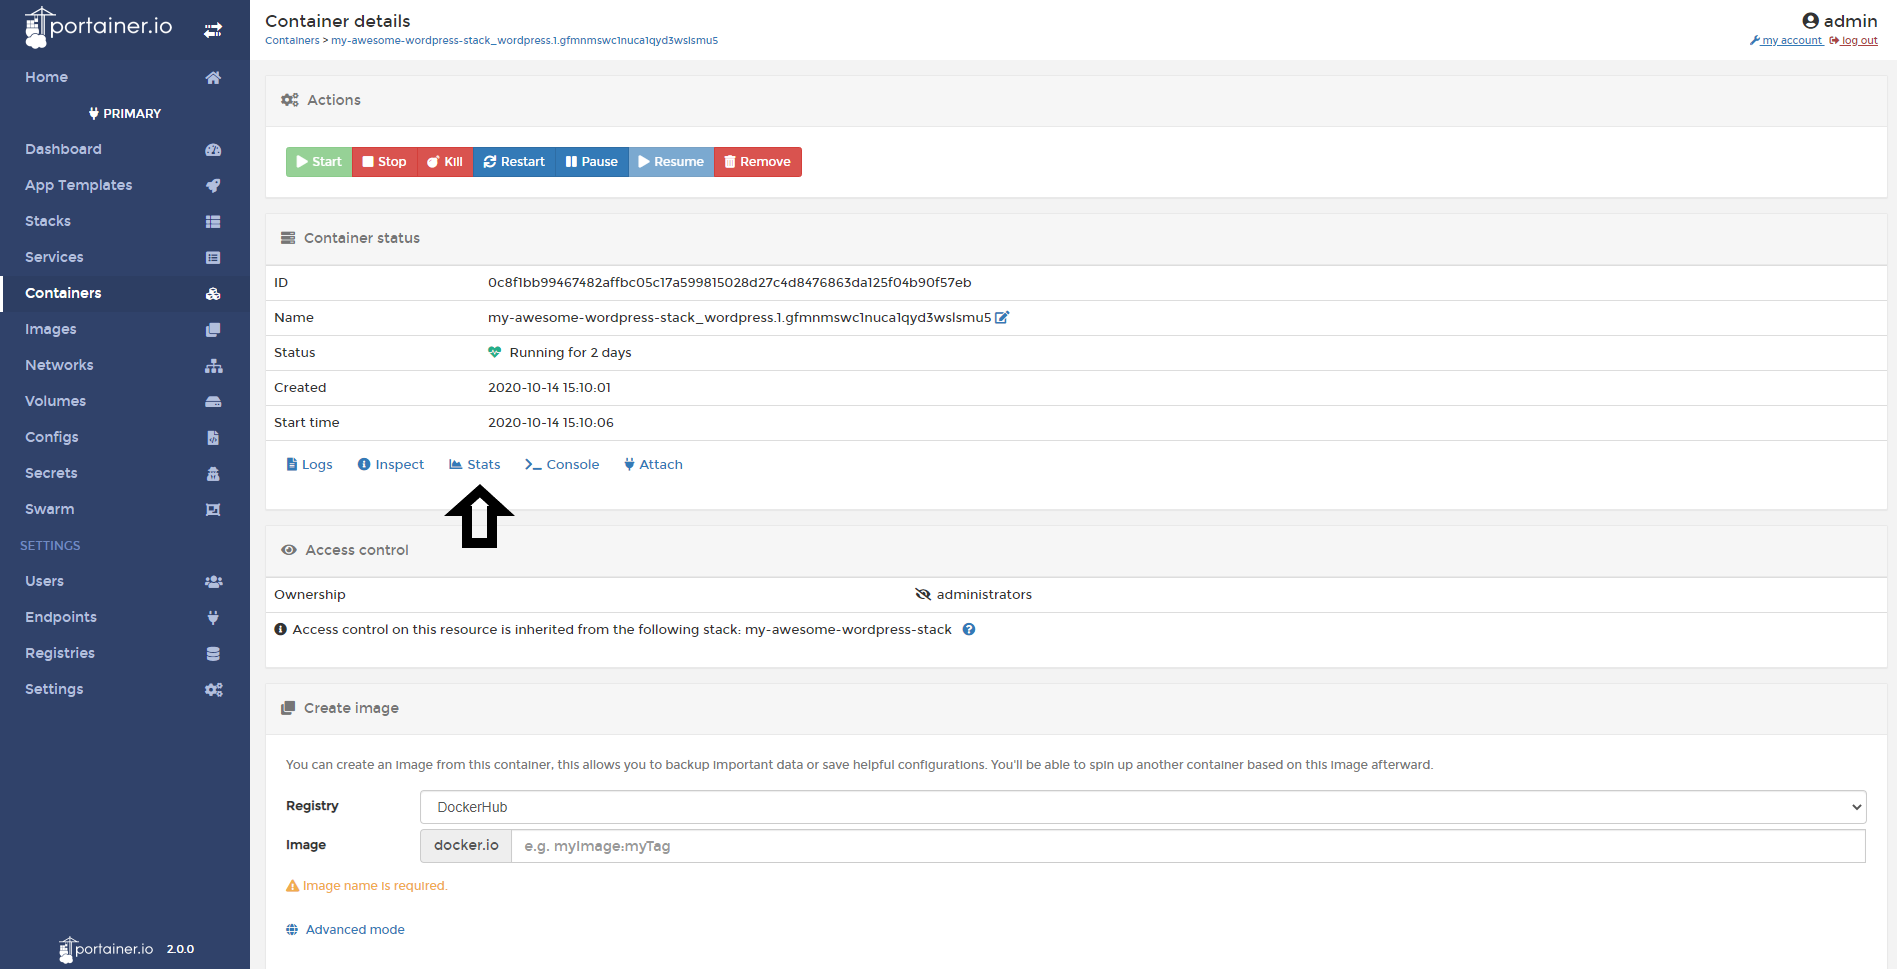 portainer.io
Home
PRIMARY
Dashboard
App Templates
Stacks
Services
Containers
Images
Networks
Volumes
Configs
Secrets
Swarm
SETTINGS
Users
Endpoints
Registries
Settings
portainer.io 2.0.0
Container details
Containers > my-awesome-wordpress-stack_wordpress.1.gfmnmswc1nuca1qyd3wslsmu5
admin
my account log out
Actions
Start Stop Kill Restart Pause Resume Remove
Container status
ID 0c8f1bb99467482affbc05c17a599815028d27c4d8476863da125f04b90f57eb
Name my-awesome-wordpress-stack_wordpress.1.gfmnmswc1nuca1qyd3wslsmu5
Status Running for 2 days
Created 2020-10-14 15:10:01
Start time 2020-10-14 15:10:06
Logs Inspect Stats Console Attach
Access control
Ownership administrators
Access control on this resource is inherited from the following stack: my-awesome-wordpress-stack
Create image
You can create an image from this container, this allows you to backup important data or save helpful configurations. You'll be able to spin up another container based on this image afterward.
Registry DockerHub
Image docker.io e.g. myImage:myTag
Image name is required.
Advanced mode